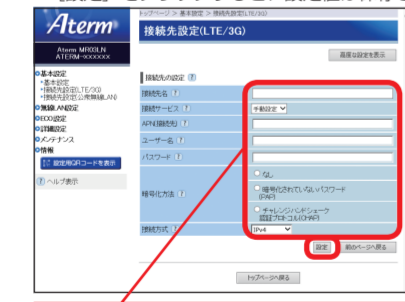 トップページ > 基本設定 > 接続先設定(LTE/3G)
Aterm
接続先設定(LTE/3G)
Aterm MR03LN
ATERM-XXXXXX
高度な設定を表示
基本設定
・基本設定
・接続先設定(LTE/3G)
・接続先設定(公衆無線LAN)
無線LAN設定
ECO設定
詳細設定
メンテナンス
情報
設定用QRコードを表示
? ヘルプ表示
接続先の設定 ?
接続先名 ?
接続サービス ? 手動設定
APN(接続先) ?
ユーザー名 ?
パスワード ?
暗号化方法 ?
なし
暗号化されていないパスワード
(PAP)
チャレンジハンドシェーク
認証プロトコル(CHAP)
接続方式 ? IPv4
設定 前のページへ戻る
トップページへ戻る